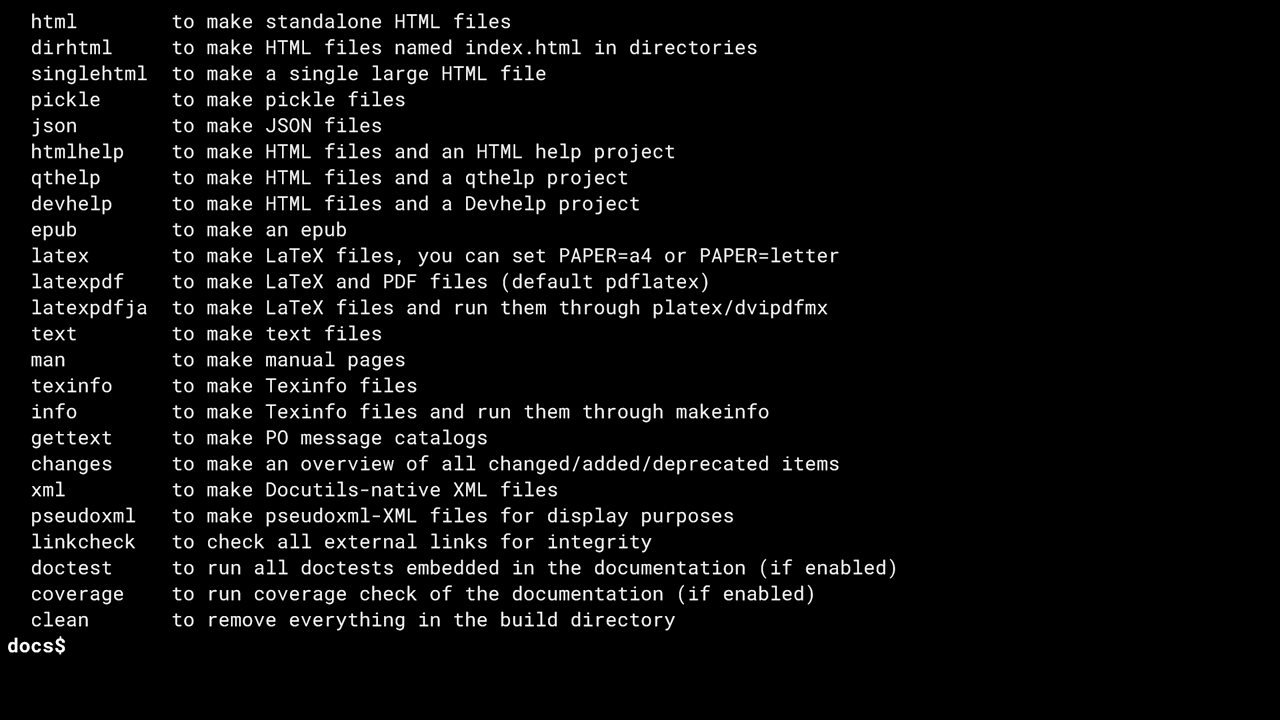 html        to make standalone HTML files
dirhtml     to make HTML files named index.html in directories
singlehtml  to make a single large HTML file
pickle      to make pickle files
json        to make JSON files
htmlhelp    to make HTML files and an HTML help project
qthelp      to make HTML files and a qthelp project
devhelp     to make HTML files and a Devhelp project
epub        to make an epub
latex       to make LaTeX files, you can set PAPER=a4 or PAPER=letter
latexpdf    to make LaTeX and PDF files (default pdflatex)
latexpdfja  to make LaTeX files and run them through platex/dvipdfmx
text        to make text files
man         to make manual pages
texinfo     to make Texinfo files
info        to make Texinfo files and run them through makeinfo
gettext     to make PO message catalogs
changes     to make an overview of all changed/added/deprecated items
xml         to make Docutils-native XML files
pseudoxml   to make pseudoxml-XML files for display purposes
linkcheck   to check all external links for integrity
doctest     to run all doctests embedded in the documentation (if enabled)
coverage    to run coverage check of the documentation (if enabled)
clean       to remove everything in the build directory
docs$